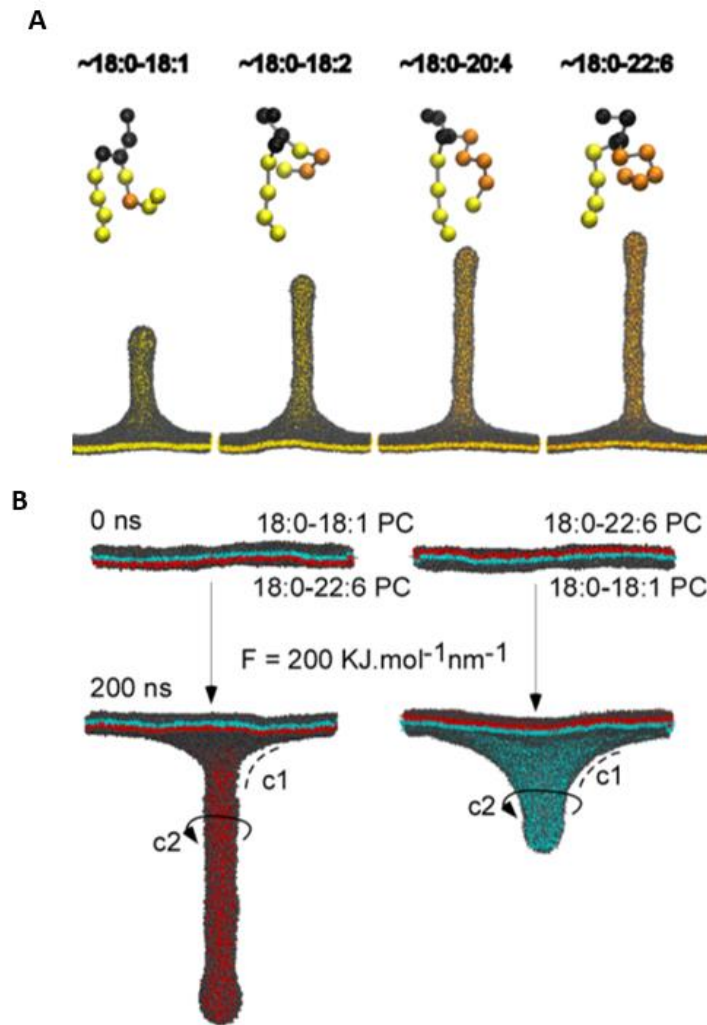 A
~18:0-18:1 ~18:0-18:2 ~18:0-20:4 ~18:0-22:6
B
0 ns 18:0-18:1 PC 18:0-22:6 PC
18:0-22:6 PC 18:0-18:1 PC
F = 200 KJ.mol⁻¹nm⁻¹
200 ns
c1 c1
c2 c2